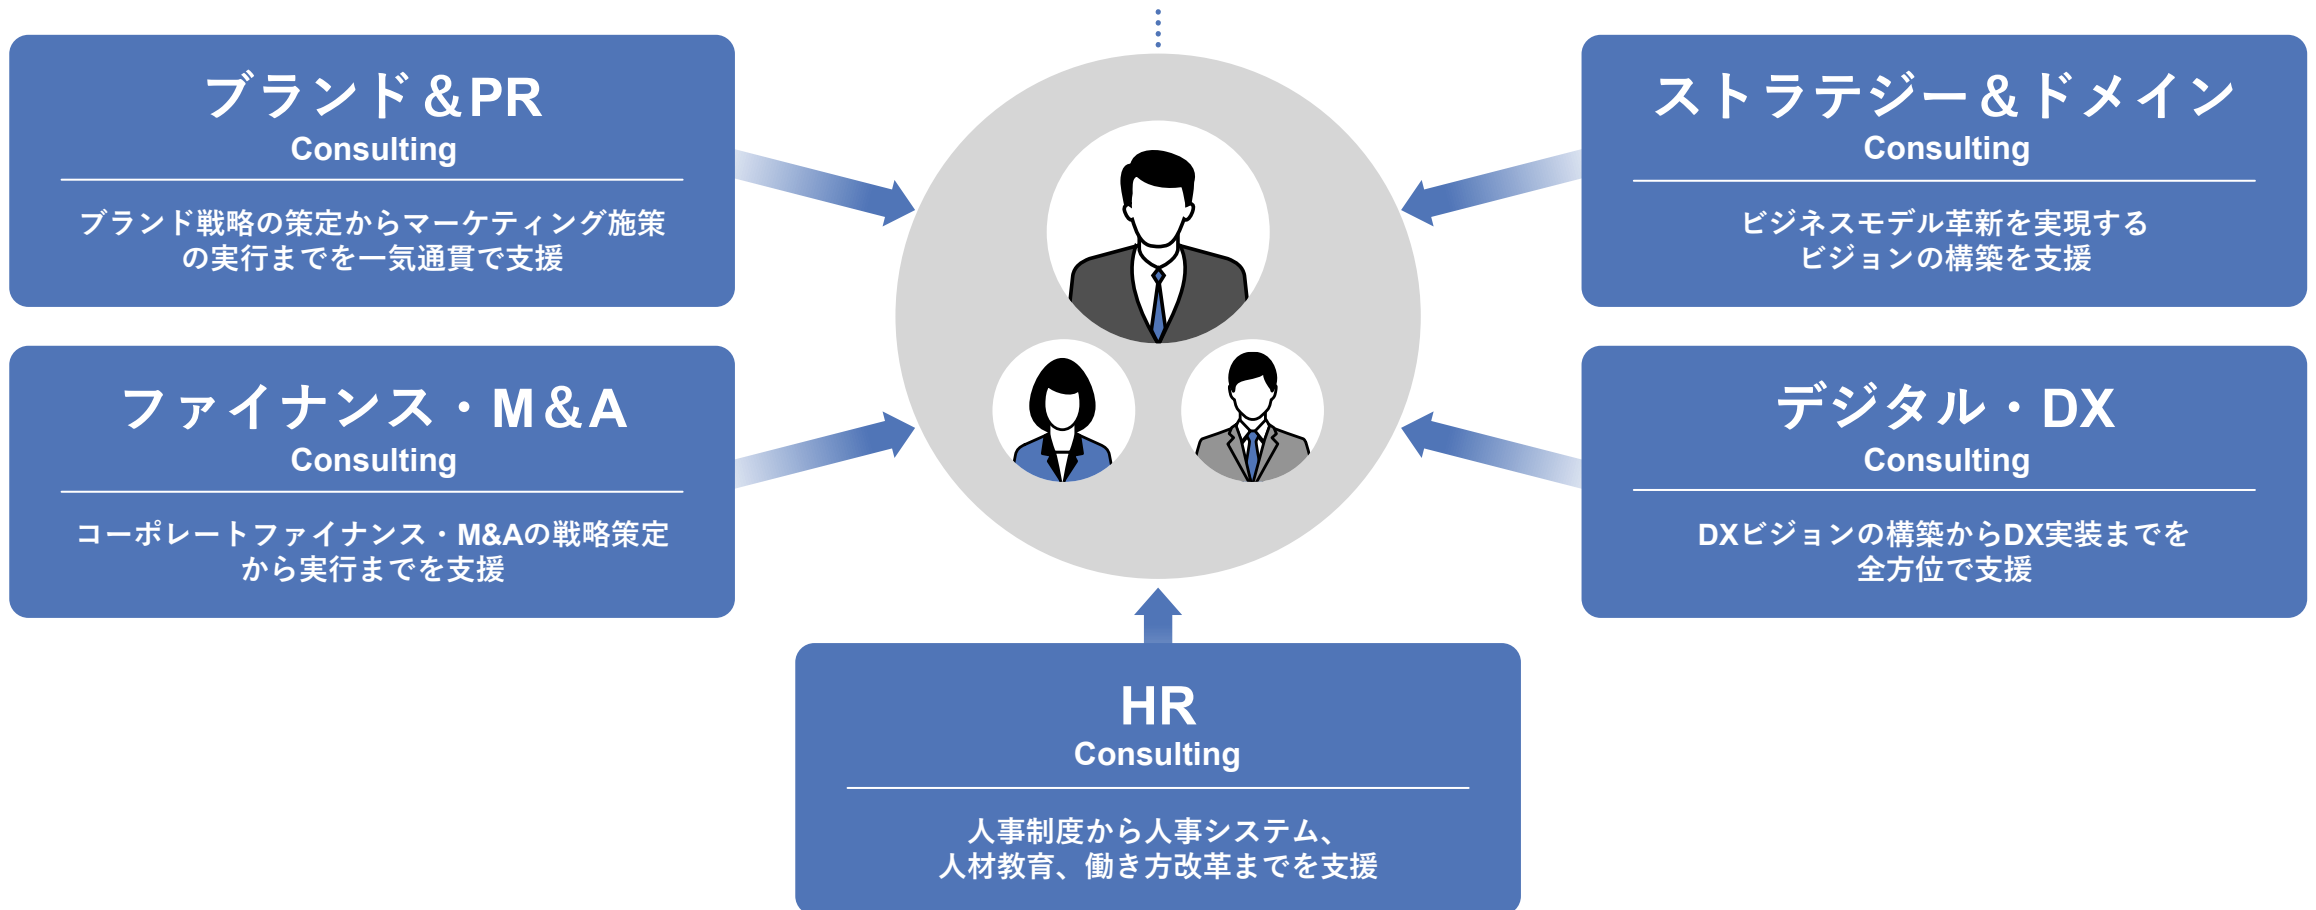 ブランド＆PR
Consulting
ブランド戦略の策定からマーケティング施策
の実行までを一気通貫で支援
ストラテジー＆ドメイン
Consulting
ビジネスモデル革新を実現する
ビジョンの構築を支援
ファイナンス・M＆A
Consulting
コーポレートファイナンス・M&Aの戦略策定
から実行までを支援
デジタル・DX
Consulting
DXビジョンの構築からDX実装までを
全方位で支援
HR
Consulting
人事制度から人事システム、
人材教育、働き方改革までを支援